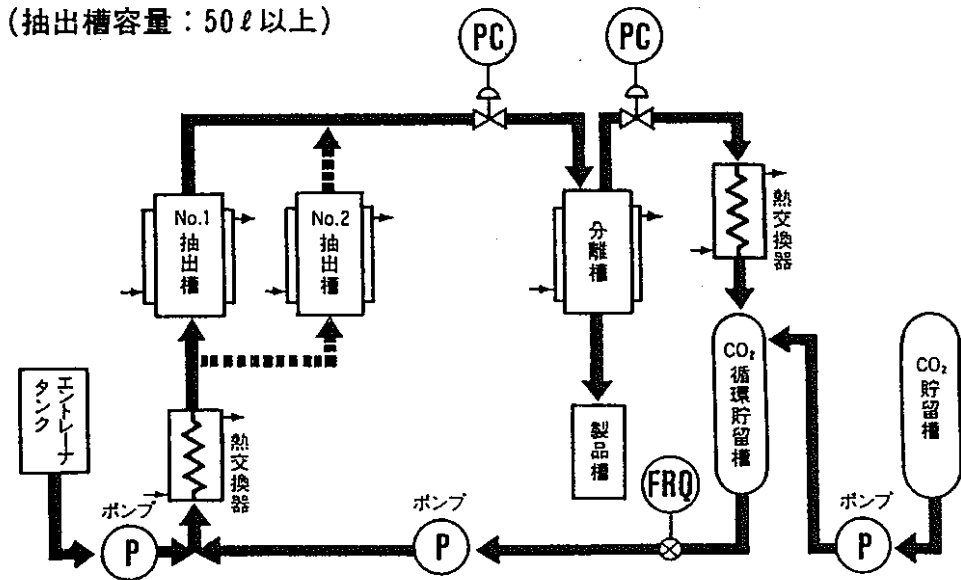 (抽出槽容量：50ℓ以上)
PC
PC
No.1
抽出槽
No.2
抽出槽
分離槽
熱交換器
エントレーナ
タンク
熱交換器
製品槽
CO₂
循環貯留槽
CO₂
貯留槽
FRQ
ポンプ
P
ポンプ
P
ポンプ
P